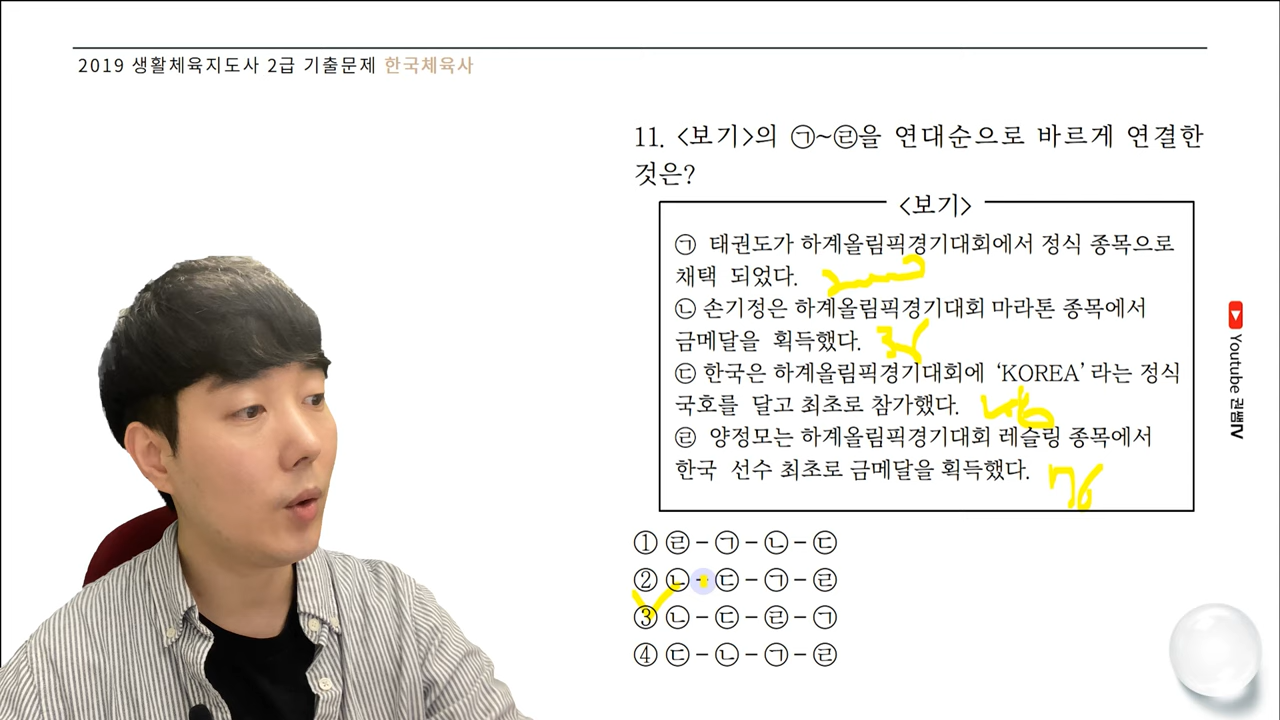 2019 생활체육지도사 2급 기출문제 한국체육사
11. <보기>의 ㉠~㉣을 연대순으로 바르게 연결한
것은?
<보기>
㉠ 태권도가 하계올림픽경기대회에서 정식 종목으로
채택 되었다.
㉡ 손기정은 하계올림픽경기대회 마라톤 종목에서
금메달을 획득했다.
36
㉢ 한국은 하계올림픽경기대회에 ‘KOREA’라는 정식
국호를 달고 최초로 참가했다.
㉣ 양정모는 하계올림픽경기대회 레슬링 종목에서
한국 선수 최초로 금메달을 획득했다.
76
① ㉣-㉠-㉡-㉢
② ㉡-㉢-㉠-㉣
③ ㉡-㉢-㉣-㉠
④ ㉢-㉡-㉠-㉣
Youtube 권쌤TV